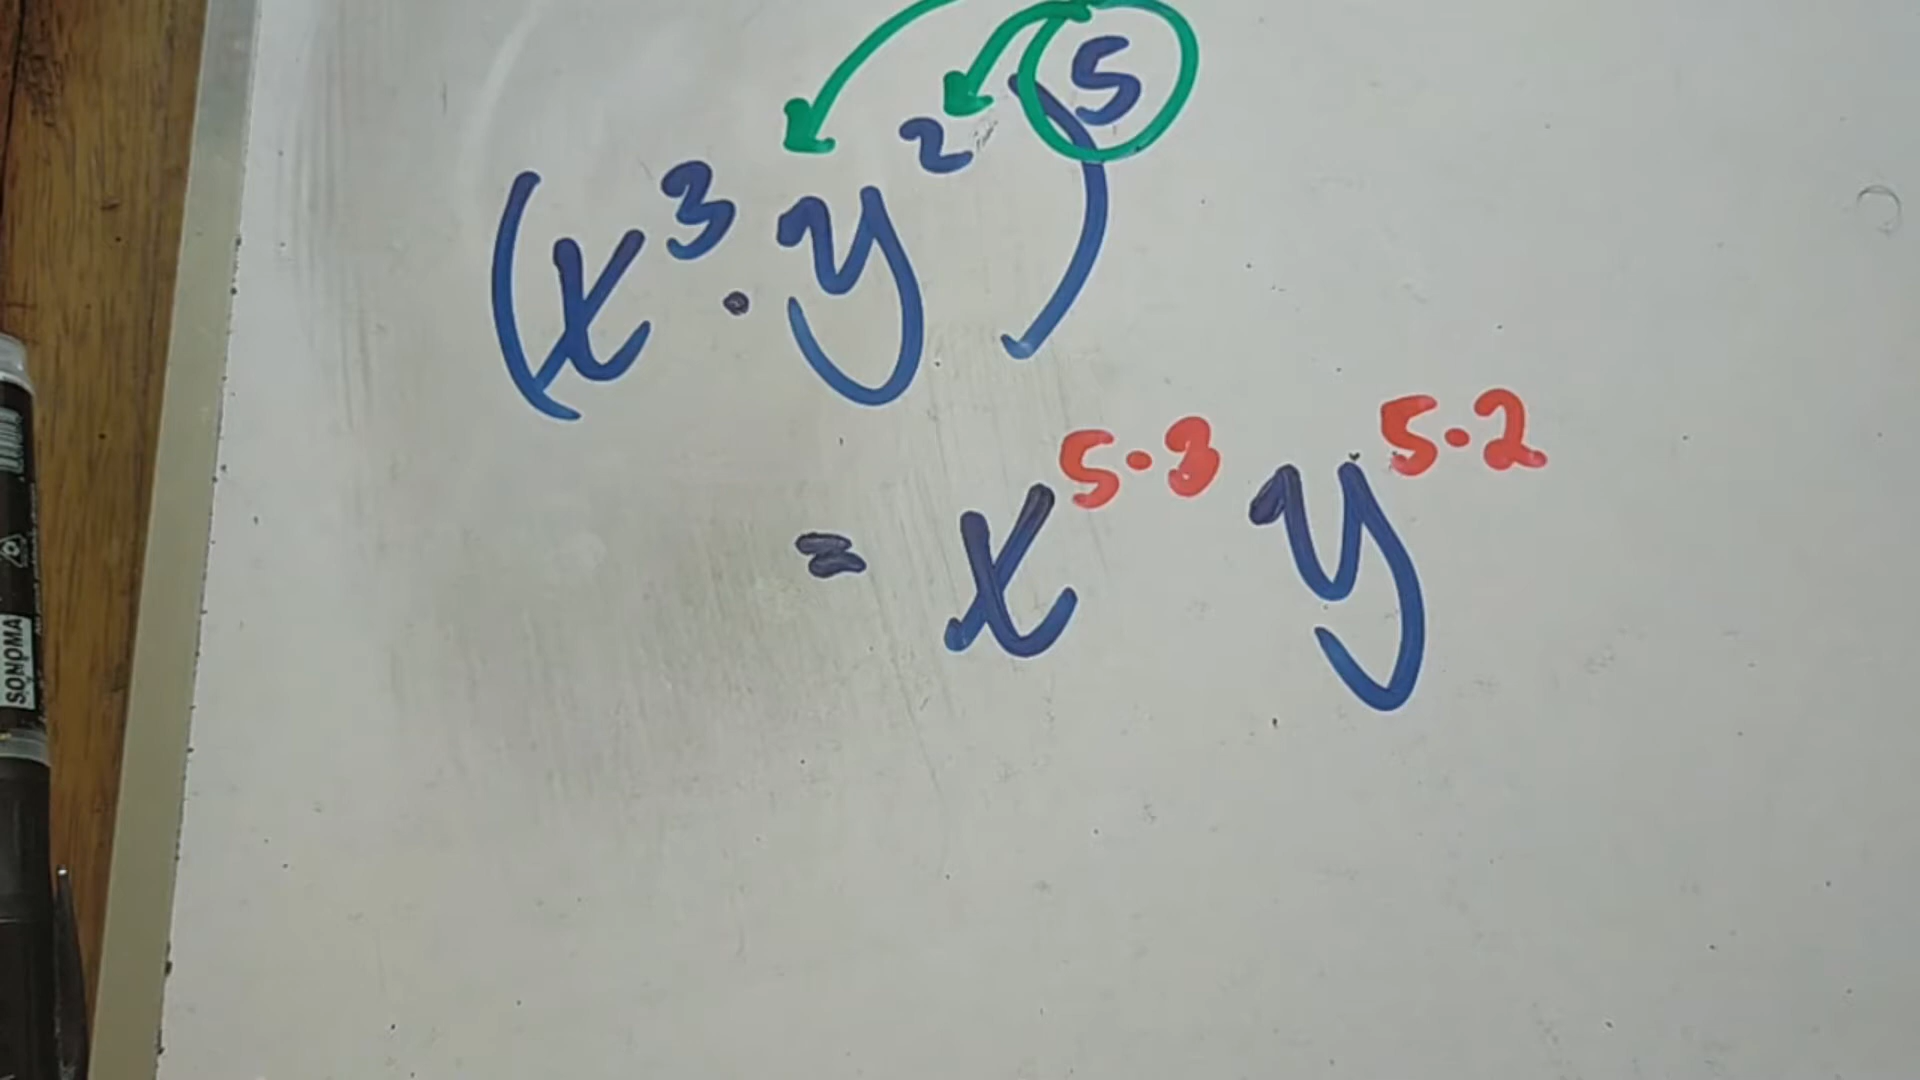 (x³·y²)⁵
= x⁵·³ y⁵·²
SONOMA